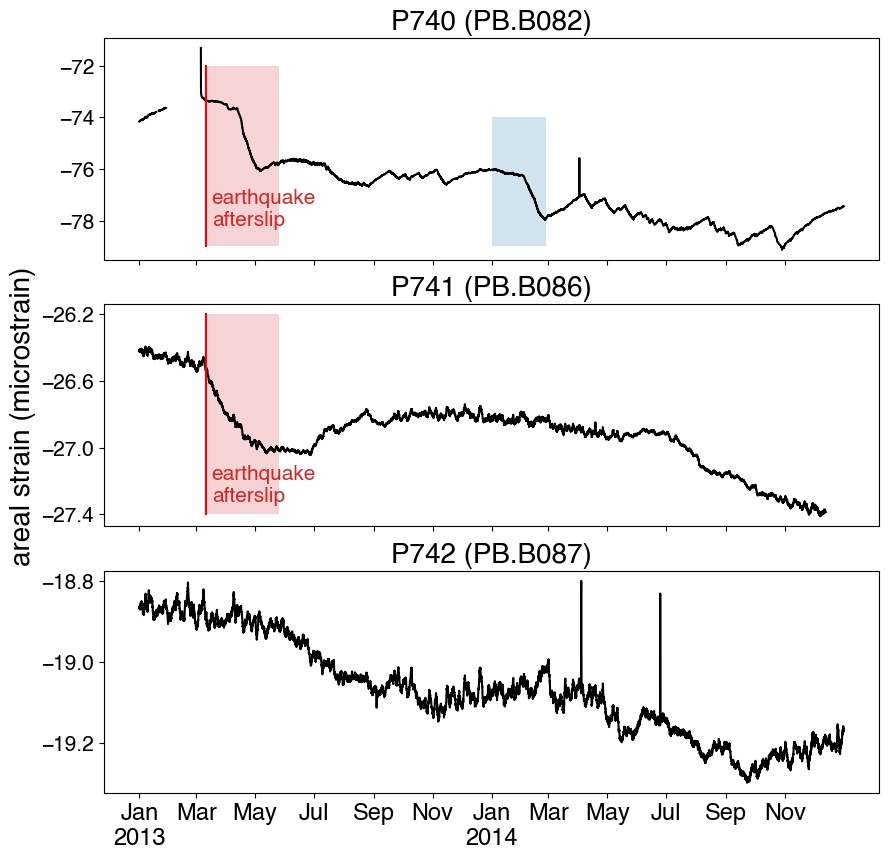 P740 (PB.B082)
−72
−74
−76
−78
earthquake
afterslip
P741 (PB.B086)
areal strain (microstrain)
−26.2
−26.6
−27.0
−27.4
earthquake
afterslip
P742 (PB.B087)
−18.8
−19.0
−19.2
Jan Mar May Jul Sep Nov Jan Mar May Jul Sep Nov
2013 2014